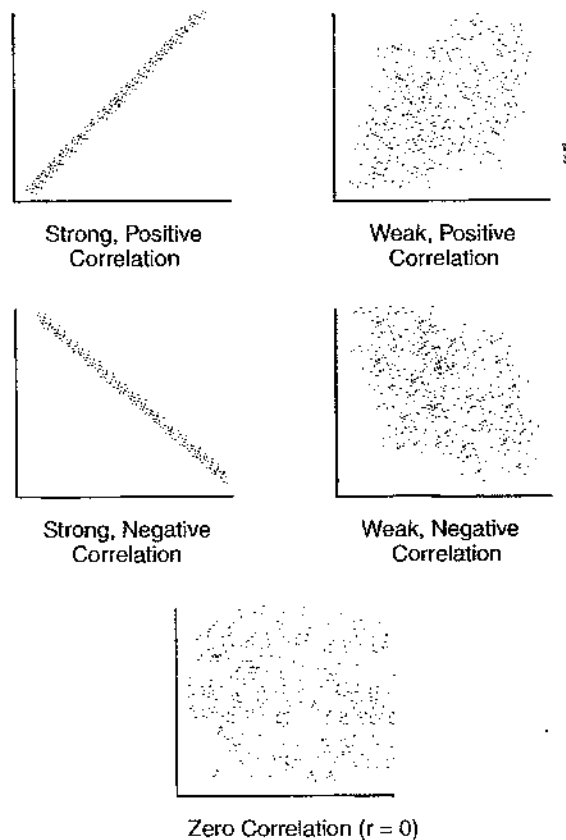 Strong, Positive
Correlation
Weak, Positive
Correlation
Strong, Negative
Correlation
Weak, Negative
Correlation
Zero Correlation (r = 0)